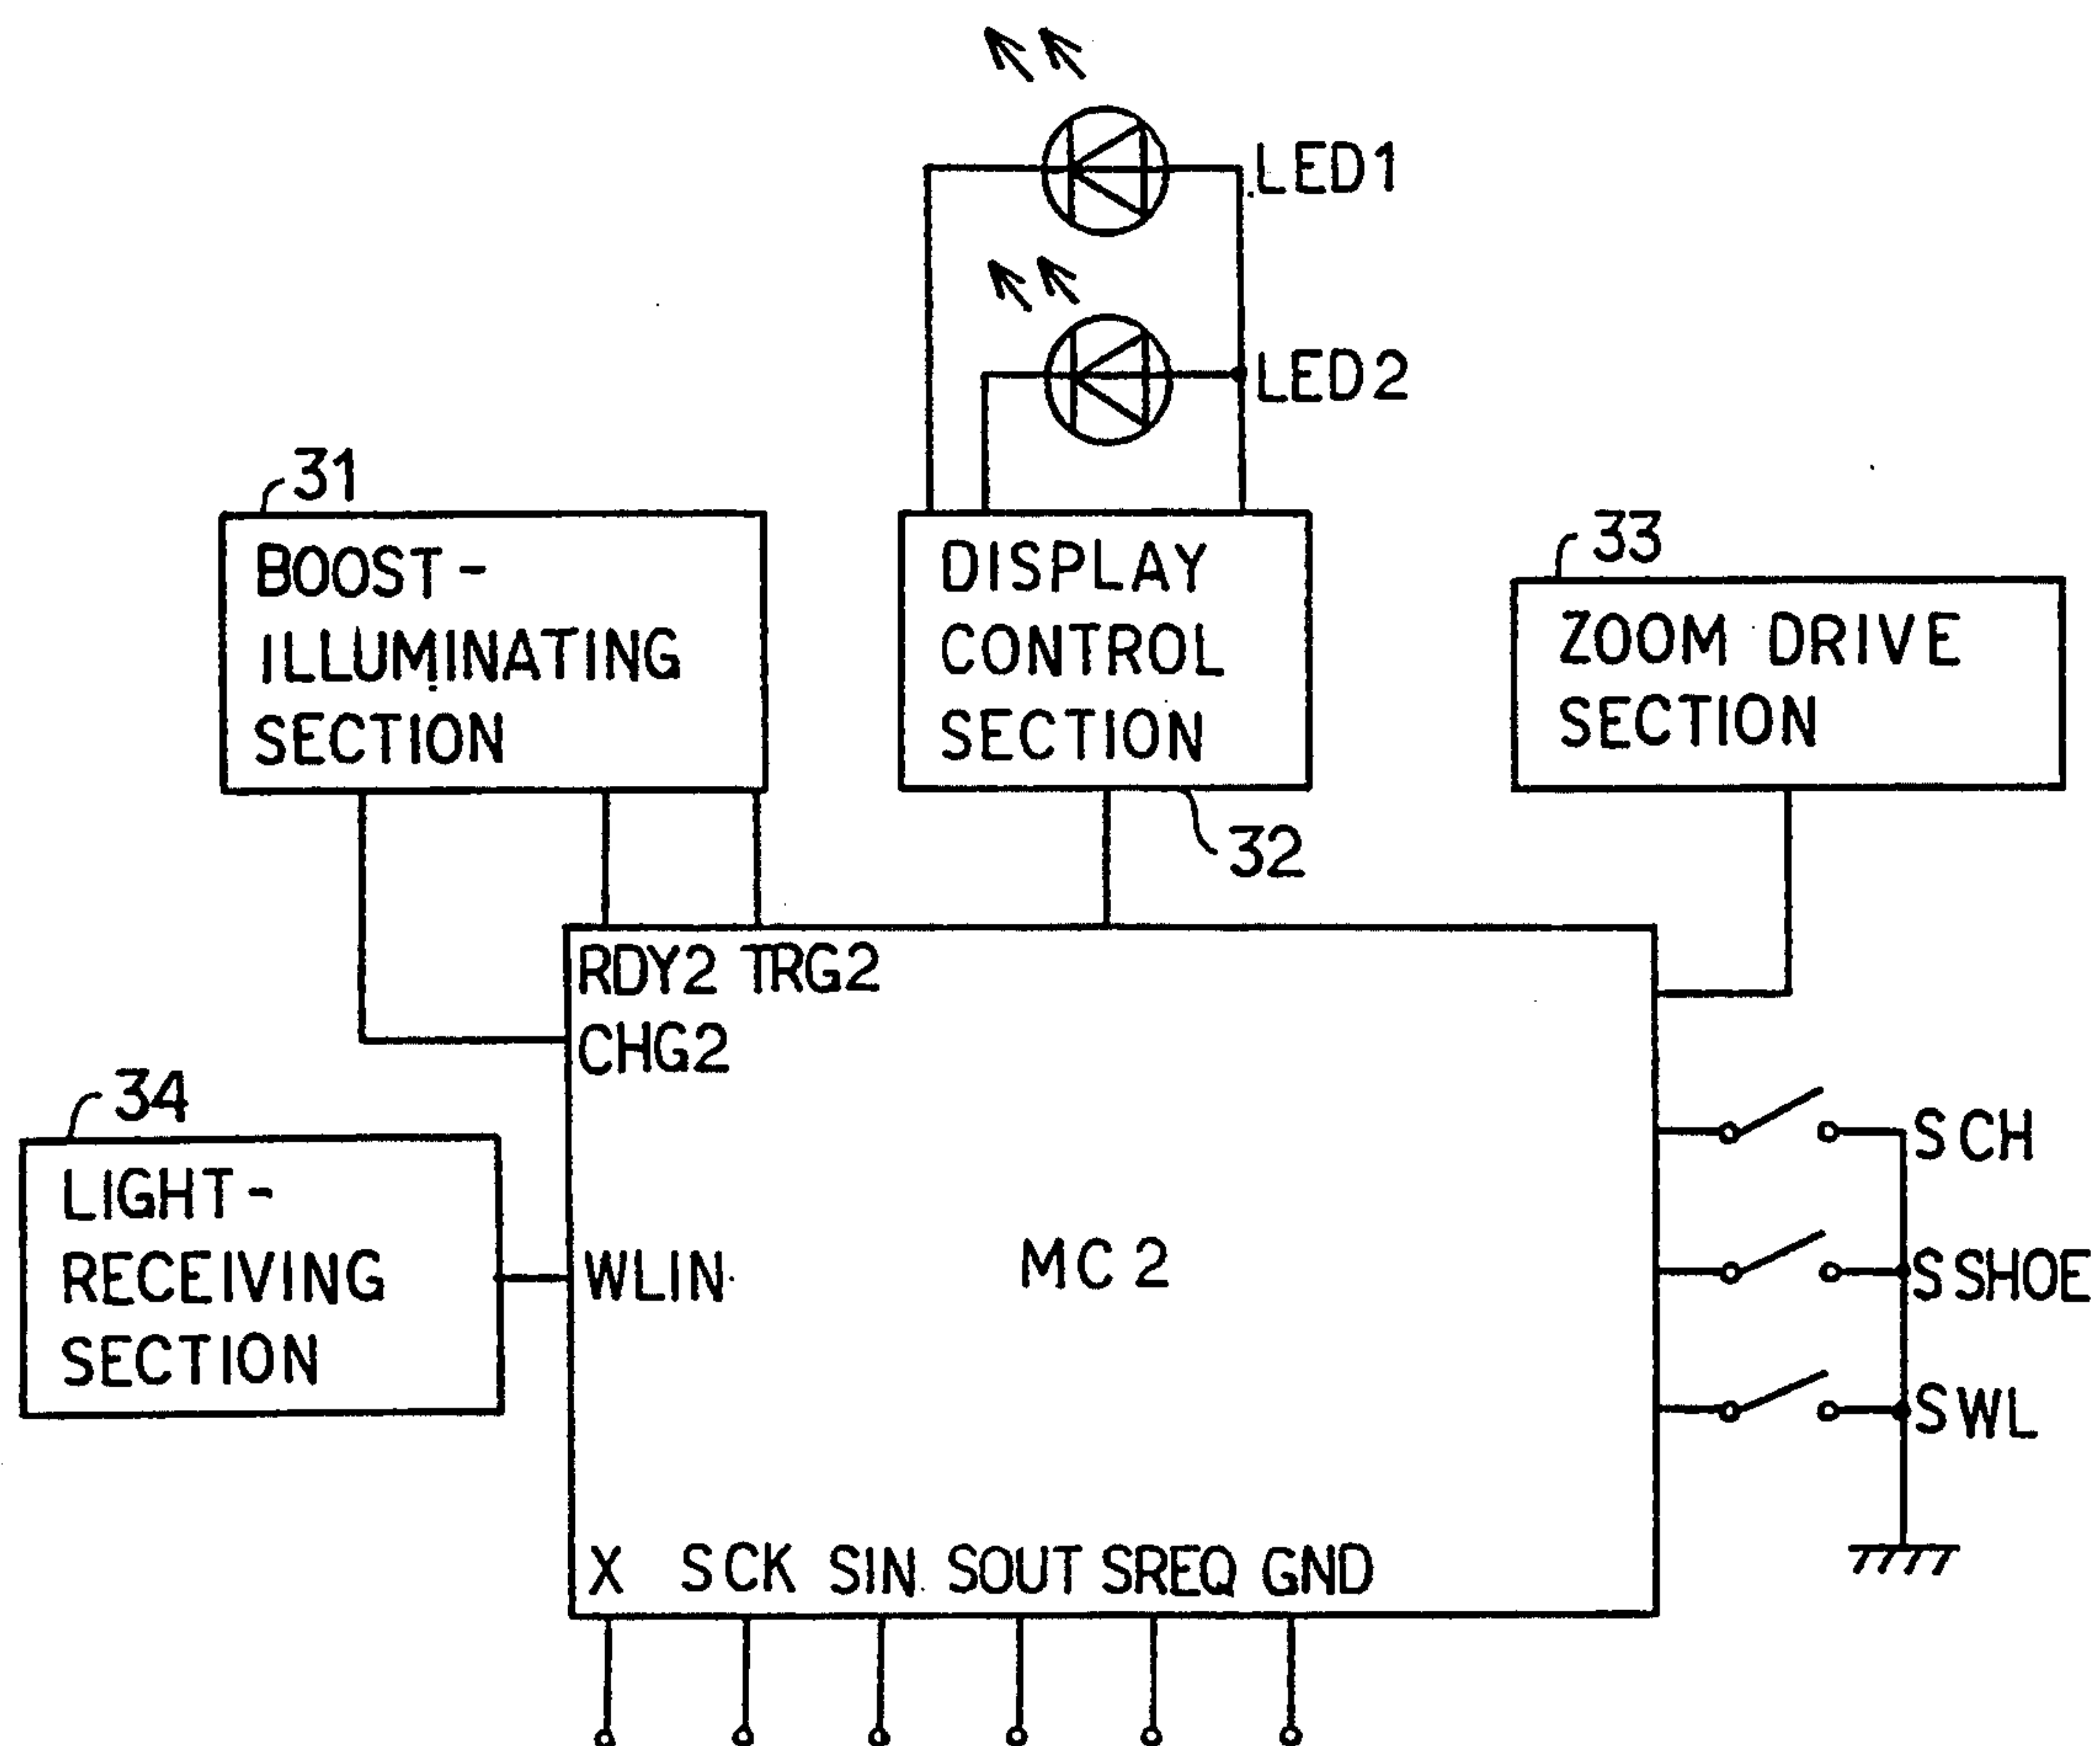 LED1
LED2
31
BOOST-
ILLUMINATING
SECTION
DISPLAY
CONTROL
SECTION
32
33
ZOOM DRIVE
SECTION
RDY2 TRG2
CHG2
34
LIGHT-
RECEIVING
SECTION
WLIN
MC2
SCH
SSHOE
SWL
X SCK SIN SOUT SREQ GND